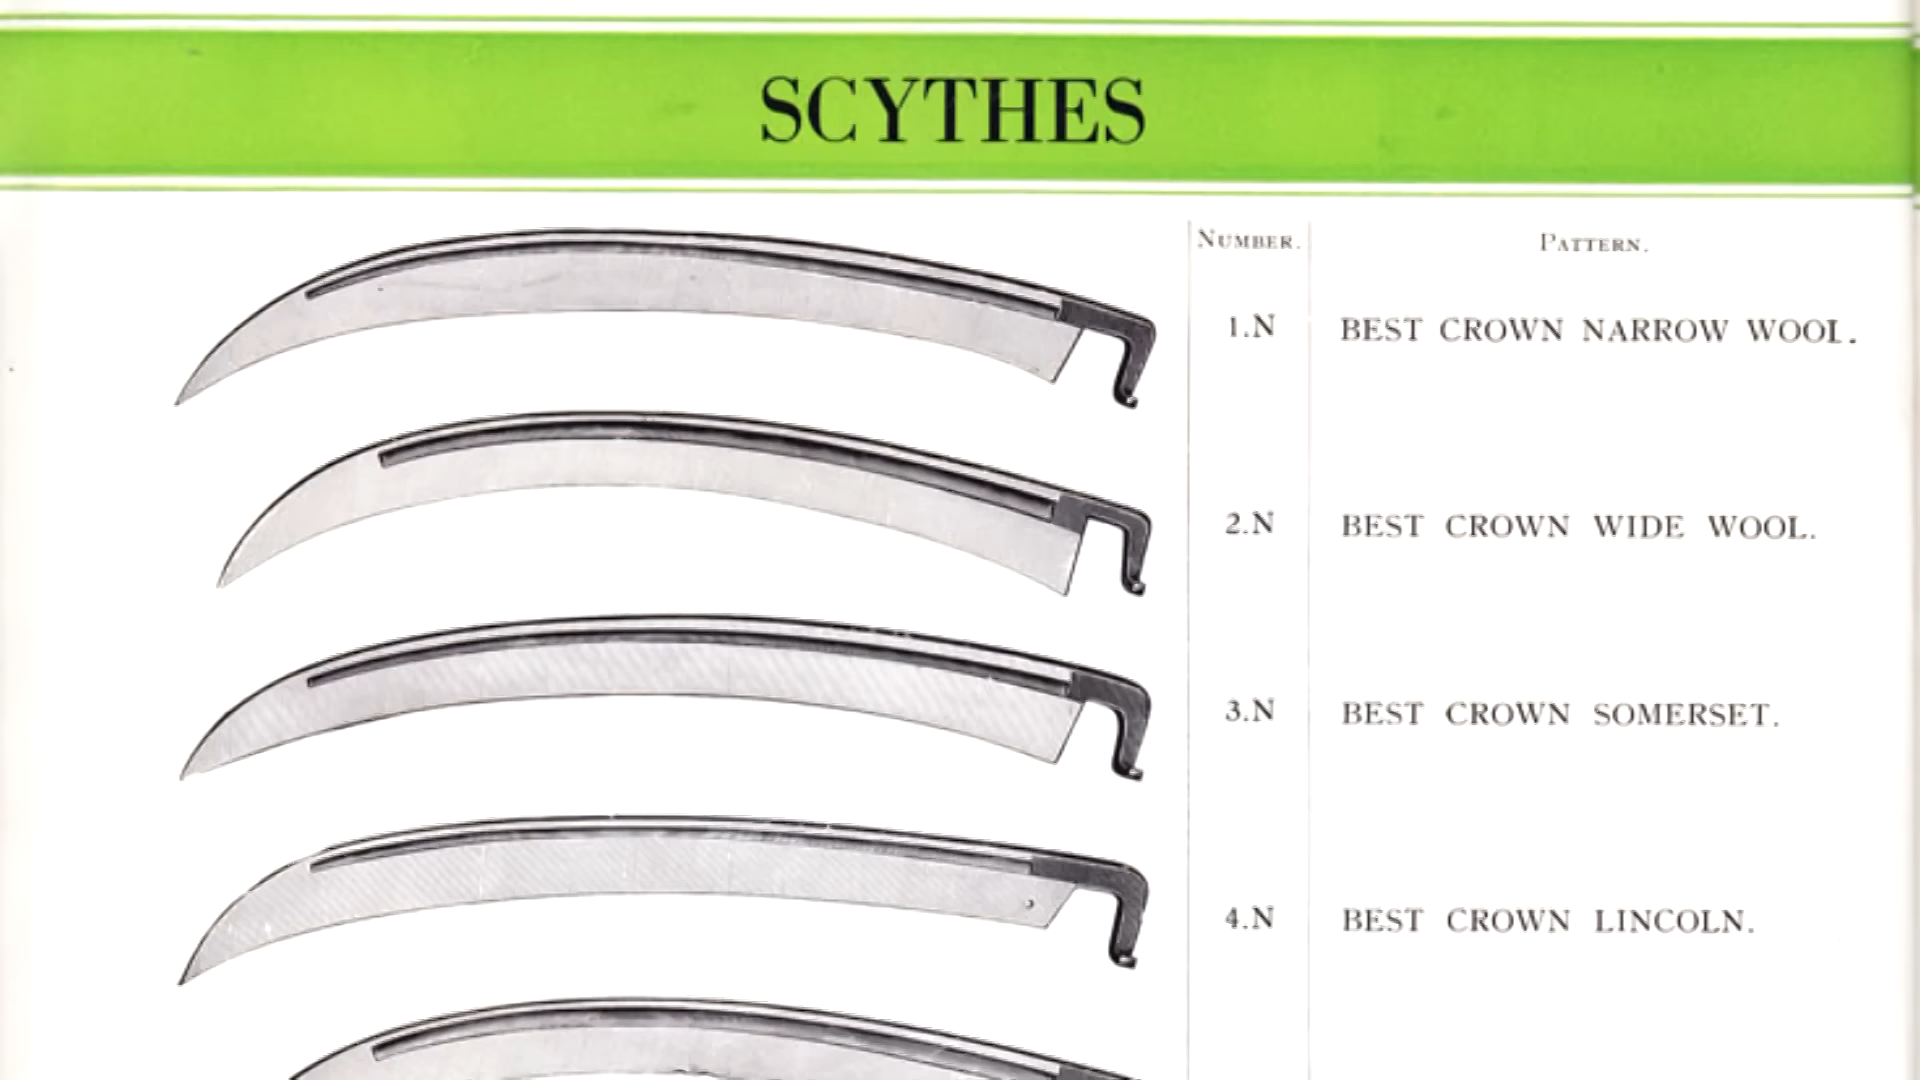 SCYTHES
NUMBER. PATTERN.
1.N BEST CROWN NARROW WOOL.
2.N BEST CROWN WIDE WOOL.
3.N BEST CROWN SOMERSET.
4.N BEST CROWN LINCOLN.